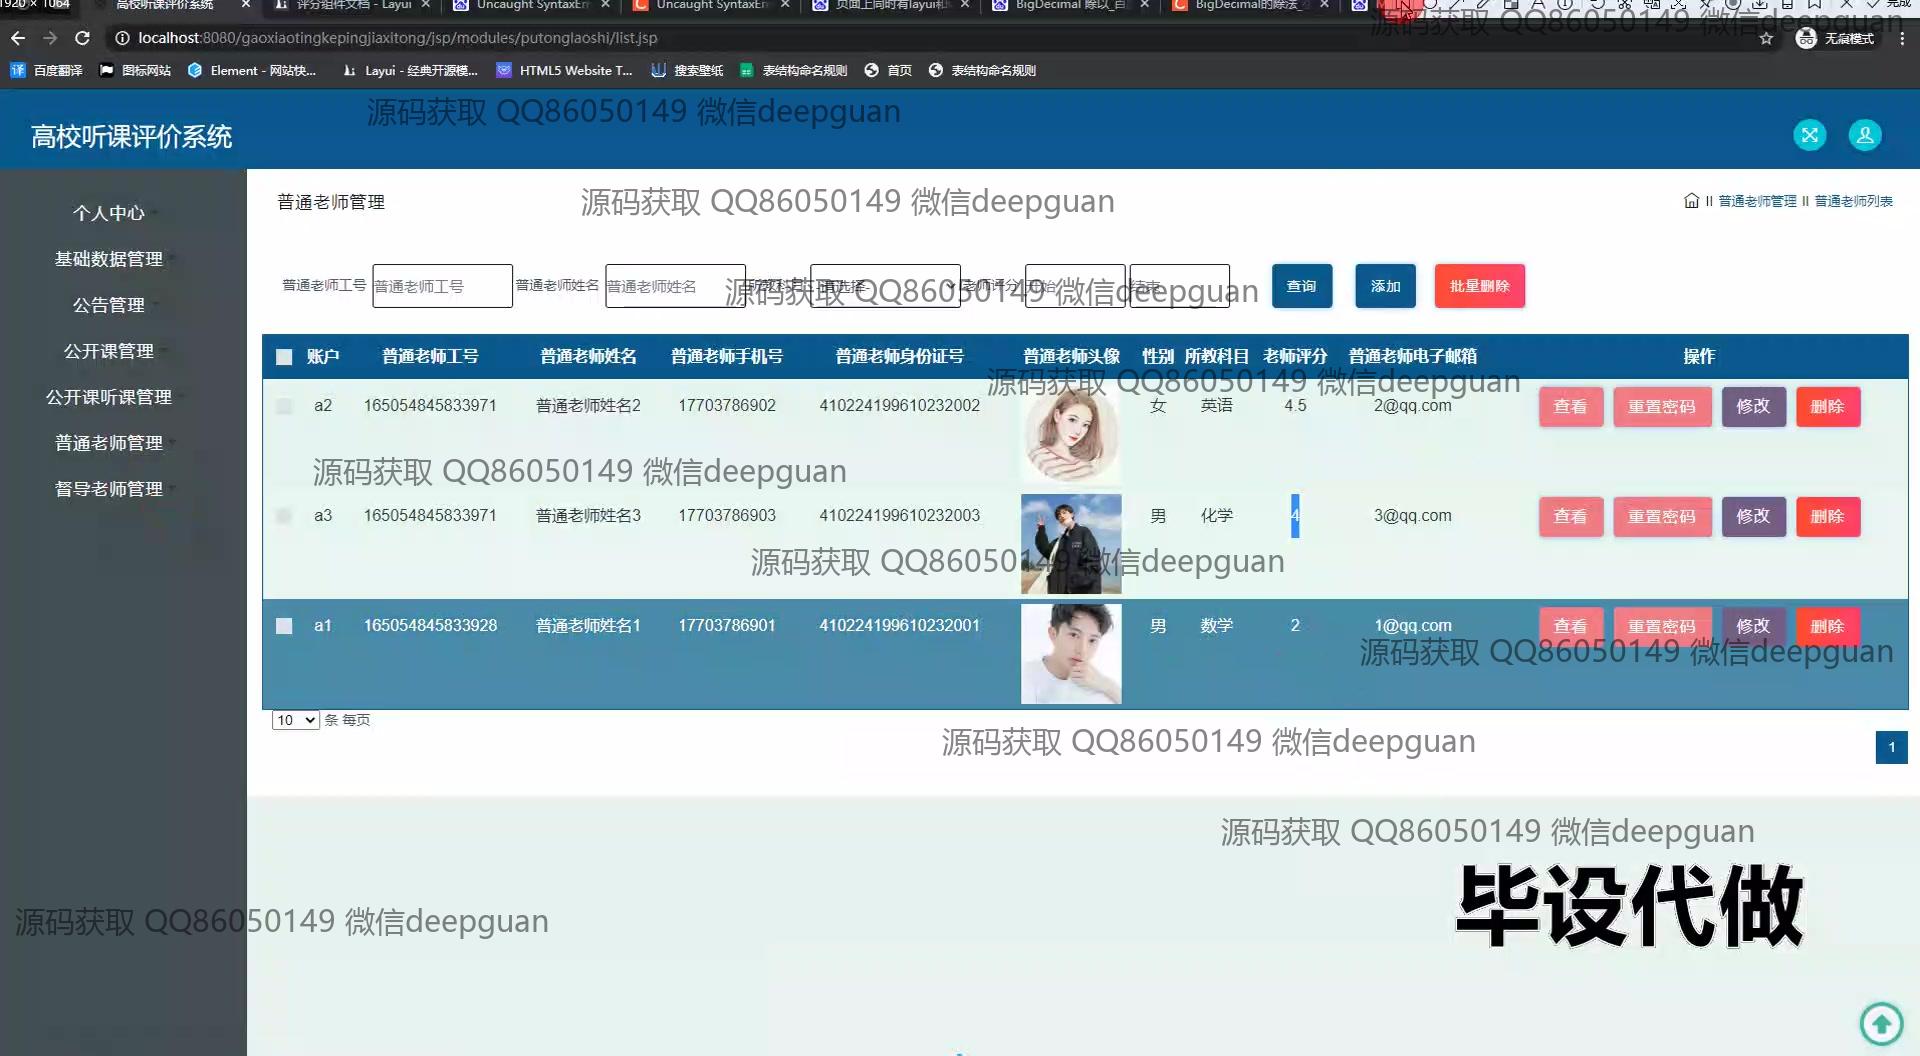 1920 × 1064
高校听课评价系统
评分组件文档 - Layui
Uncaught SyntaxEr
Uncaught SyntaxEr
页面上同时有layui和
BigDecimal 除以_百
BigDecimal的除法_
完成
localhost:8080/gaoxiaotingkepingjiaxitong/jsp/modules/putonglaoshi/list.jsp
无痕模式
源码获取 QQ86050149 微信deepguan
百度翻译
图标网站
Element - 网站快...
Layui - 经典开源模...
HTML5 Website T...
搜索壁纸
表结构命名规则
首页
表结构命名规则
源码获取 QQ86050149 微信deepguan
高校听课评价系统
个人中心
基础数据管理
公告管理
公开课管理
公开课听课管理
普通老师管理
督导老师管理
普通老师管理
源码获取 QQ86050149 微信deepguan
II 普通老师管理 II 普通老师列表
普通老师工号 普通老师工号 普通老师姓名 普通老师姓名 所教科目 请选择 老师评分 开始 结束 查询 添加 批量删除
源码获取 QQ86050149 微信deepguan
账户 普通老师工号 普通老师姓名 普通老师手机号 普通老师身份证号 普通老师头像 性别 所教科目 老师评分 普通老师电子邮箱 操作
源码获取 QQ86050149 微信deepguan
a2 165054845833971 普通老师姓名2 17703786902 410224199610232002 女 英语 4.5 2@qq.com 查看 重置密码 修改 删除
源码获取 QQ86050149 微信deepguan
a3 165054845833971 普通老师姓名3 17703786903 410224199610232003 男 化学 4 3@qq.com 查看 重置密码 修改 删除
源码获取 QQ86050149 微信deepguan
a1 165054845833928 普通老师姓名1 17703786901 410224199610232001 男 数学 2 1@qq.com 查看 重置密码 修改 删除
源码获取 QQ86050149 微信deepguan
10 条 每页
源码获取 QQ86050149 微信deepguan
1
源码获取 QQ86050149 微信deepguan
毕设代做
源码获取 QQ86050149 微信deepguan